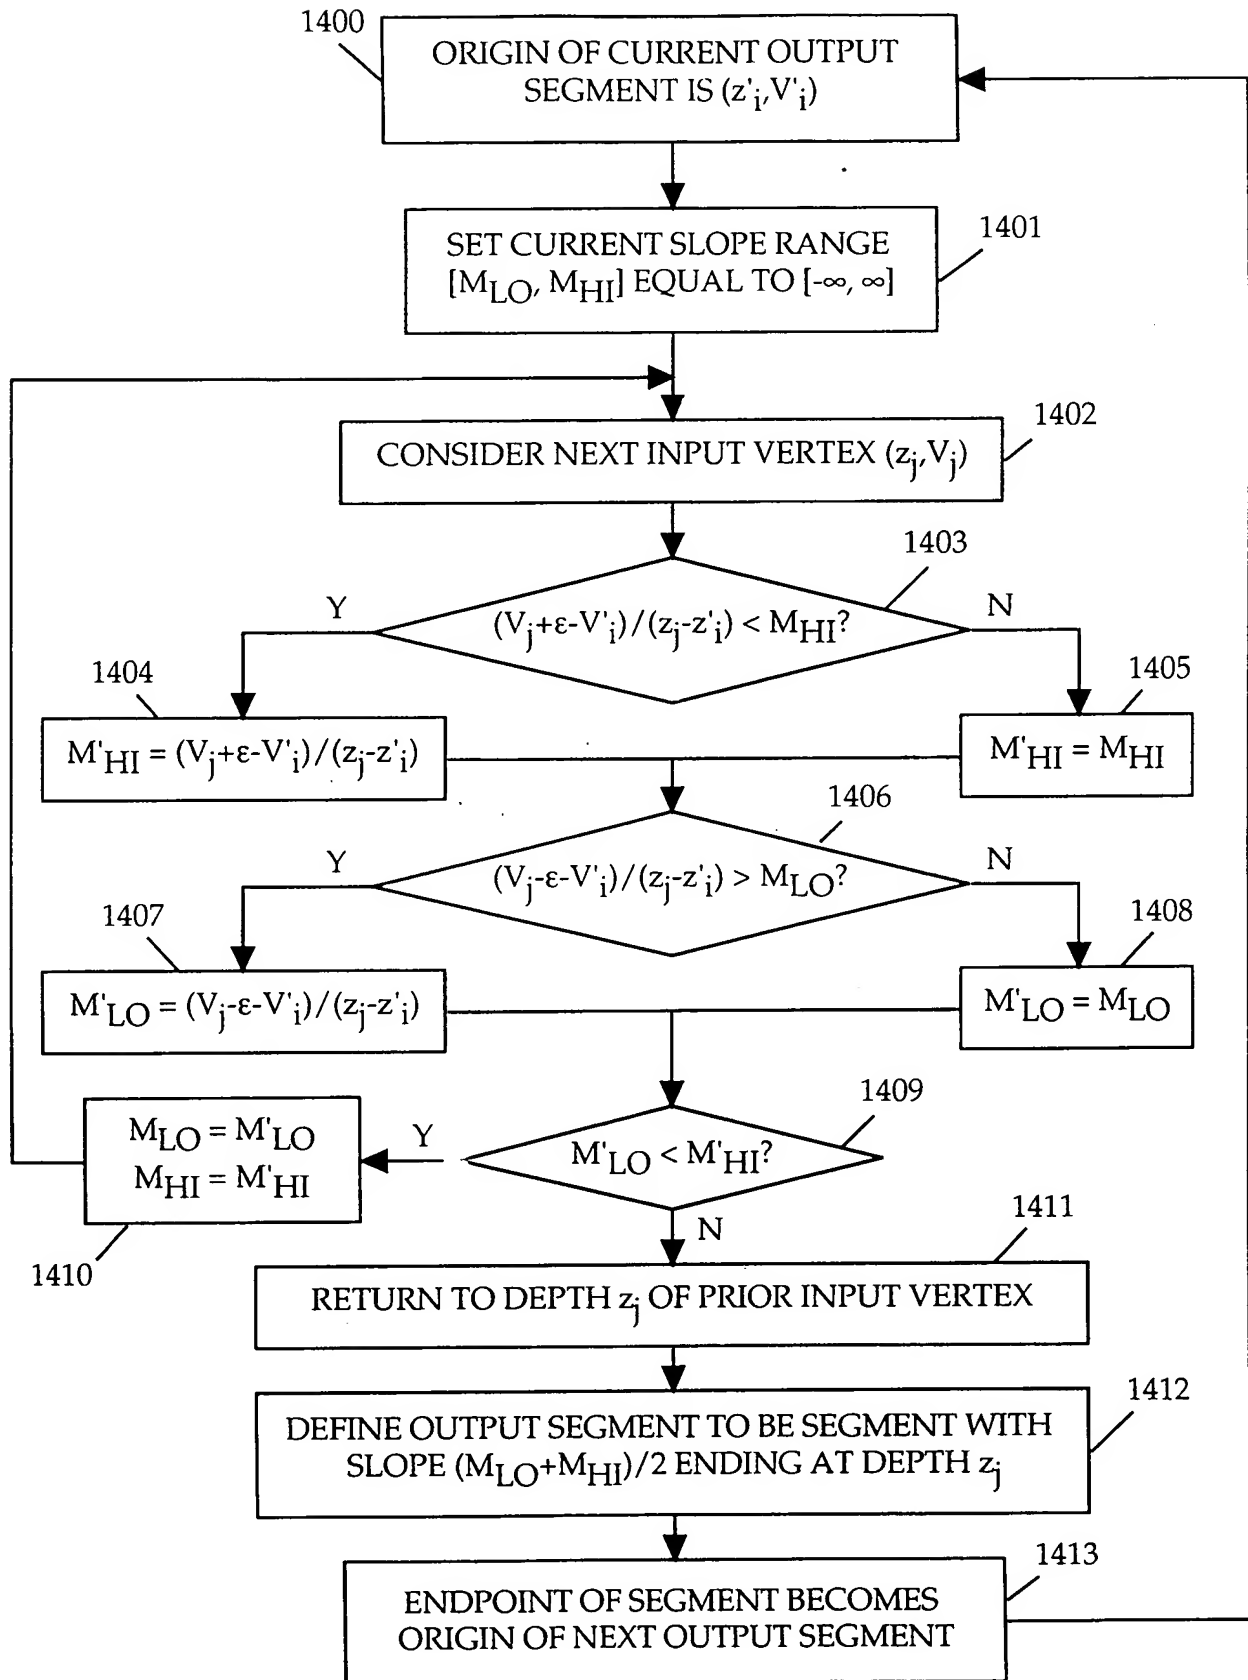 1400
ORIGIN OF CURRENT OUTPUT
SEGMENT IS (z'i,V'i)
1401
SET CURRENT SLOPE RANGE
[MLO, MHI] EQUAL TO [-∞, ∞]
1402
CONSIDER NEXT INPUT VERTEX (zj,Vj)
1403
Y
(Vj+ε-V'i)/(zj-z'i) < MHI?
N
1404
1405
M'HI = (Vj+ε-V'i)/(zj-z'i)
M'HI = MHI
1406
Y
(Vj-ε-V'i)/(zj-z'i) > MLO?
N
1407
1408
M'LO = (Vj-ε-V'i)/(zj-z'i)
M'LO = MLO
1409
MLO = M'LO
MHI = M'HI
Y
M'LO < M'HI?
1410
N
1411
RETURN TO DEPTH zj OF PRIOR INPUT VERTEX
1412
DEFINE OUTPUT SEGMENT TO BE SEGMENT WITH
SLOPE (MLO+MHI)/2 ENDING AT DEPTH zj
1413
ENDPOINT OF SEGMENT BECOMES
ORIGIN OF NEXT OUTPUT SEGMENT